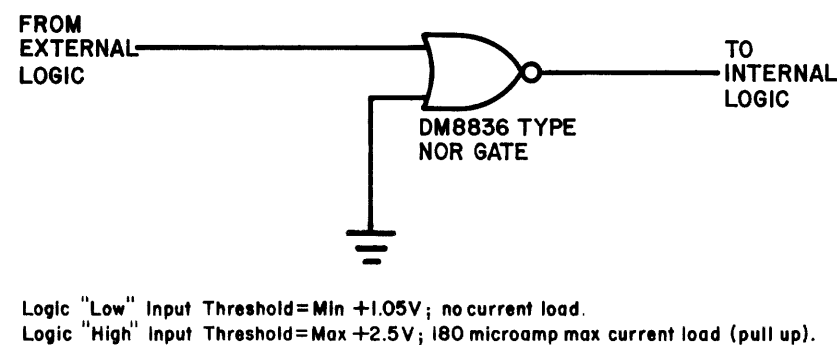 FROM
EXTERNAL
LOGIC
TO
INTERNAL
LOGIC
DM8836 TYPE
NOR GATE
Logic "Low" Input Threshold=Min +1.05V; no current load.
Logic "High" Input Threshold=Max +2.5V; 180 microamp max current load (pull up).